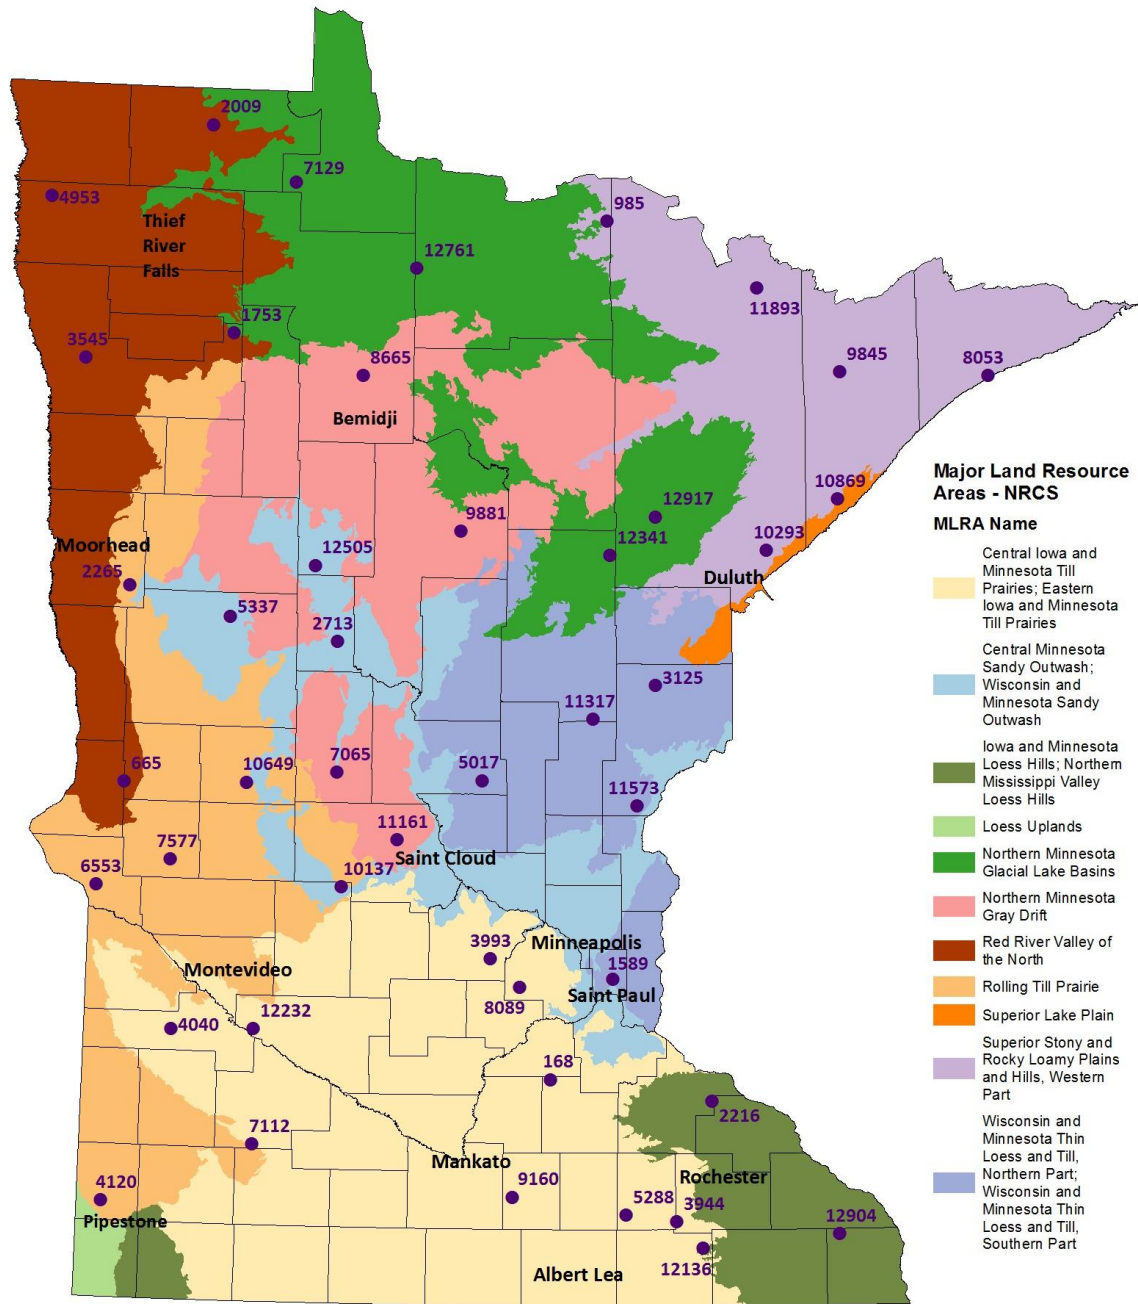 2009
7129
4953
985
Thief
River
Falls
12761
11893
1753
3545
8665
9845
8053
Bemidji
Major Land Resource
Areas - NRCS
MLRA Name
10869
12917
9881
10293
12341
Moorhead
12505
2265
Duluth
5337
2713
3125
11317
665
10649
7065
5017
11573
11161
7577
Saint Cloud
6553
10137
3993
Minneapolis
1589
Montevideo
Saint Paul
8089
12232
4040
168
2216
7112
Mankato
9160
Rochester
4120
5288
3944
Pipestone
12904
12136
Albert Lea
Central Iowa and
Minnesota Till
Prairies; Eastern
Iowa and Minnesota
Till Prairies
Central Minnesota
Sandy Outwash;
Wisconsin and
Minnesota Sandy
Outwash
Iowa and Minnesota
Loess Hills; Northern
Mississippi Valley
Loess Hills
Loess Uplands
Northern Minnesota
Glacial Lake Basins
Northern Minnesota
Gray Drift
Red River Valley of
the North
Rolling Till Prairie
Superior Lake Plain
Superior Stony and
Rocky Loamy Plains
and Hills, Western
Part
Wisconsin and
Minnesota Thin
Loess and Till,
Northern Part;
Wisconsin and
Minnesota Thin
Loess and Till,
Southern Part